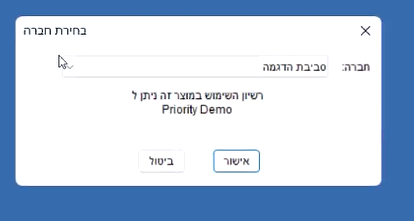 בחירת חברה
חברה: סביבת הדגמה
רשיון השימוש במוצר זה ניתן ל
Priority Demo
אישור ביטול